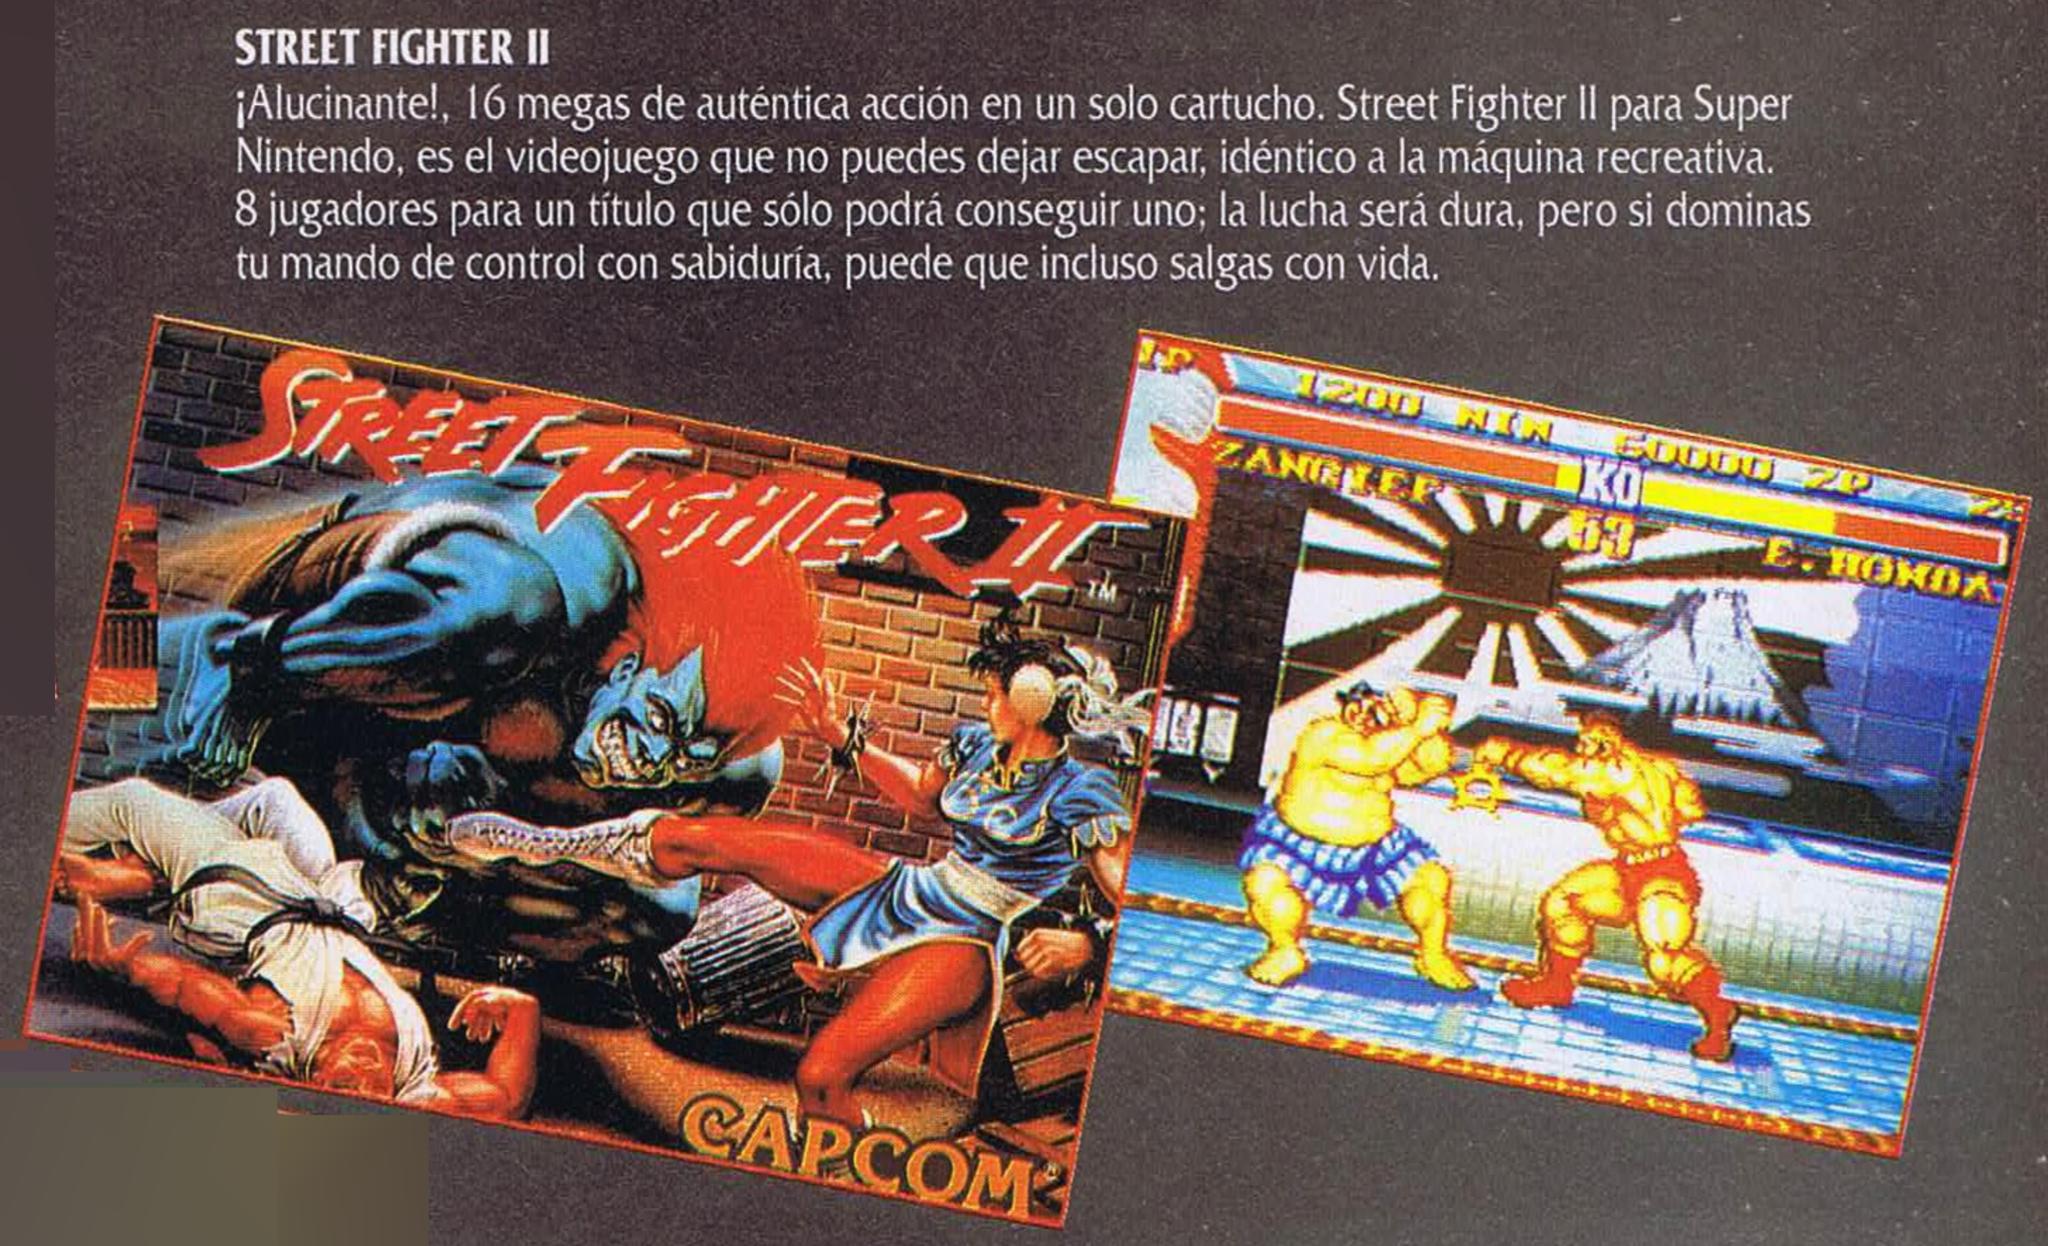 STREET FIGHTER II
¡Alucinante!, 16 megas de auténtica acción en un solo cartucho. Street Fighter II para Super
Nintendo, es el videojuego que no puedes dejar escapar, idéntico a la máquina recreativa.
8 jugadores para un título que sólo podrá conseguir uno; la lucha será dura, pero si dominas
tu mando de control con sabiduría, puede que incluso salgas con vida.
STREET FIGHTER II™
CAPCOM®
1P 1200 NIN 50000 2P
KO
ZANGIEF 53 E. HONDA